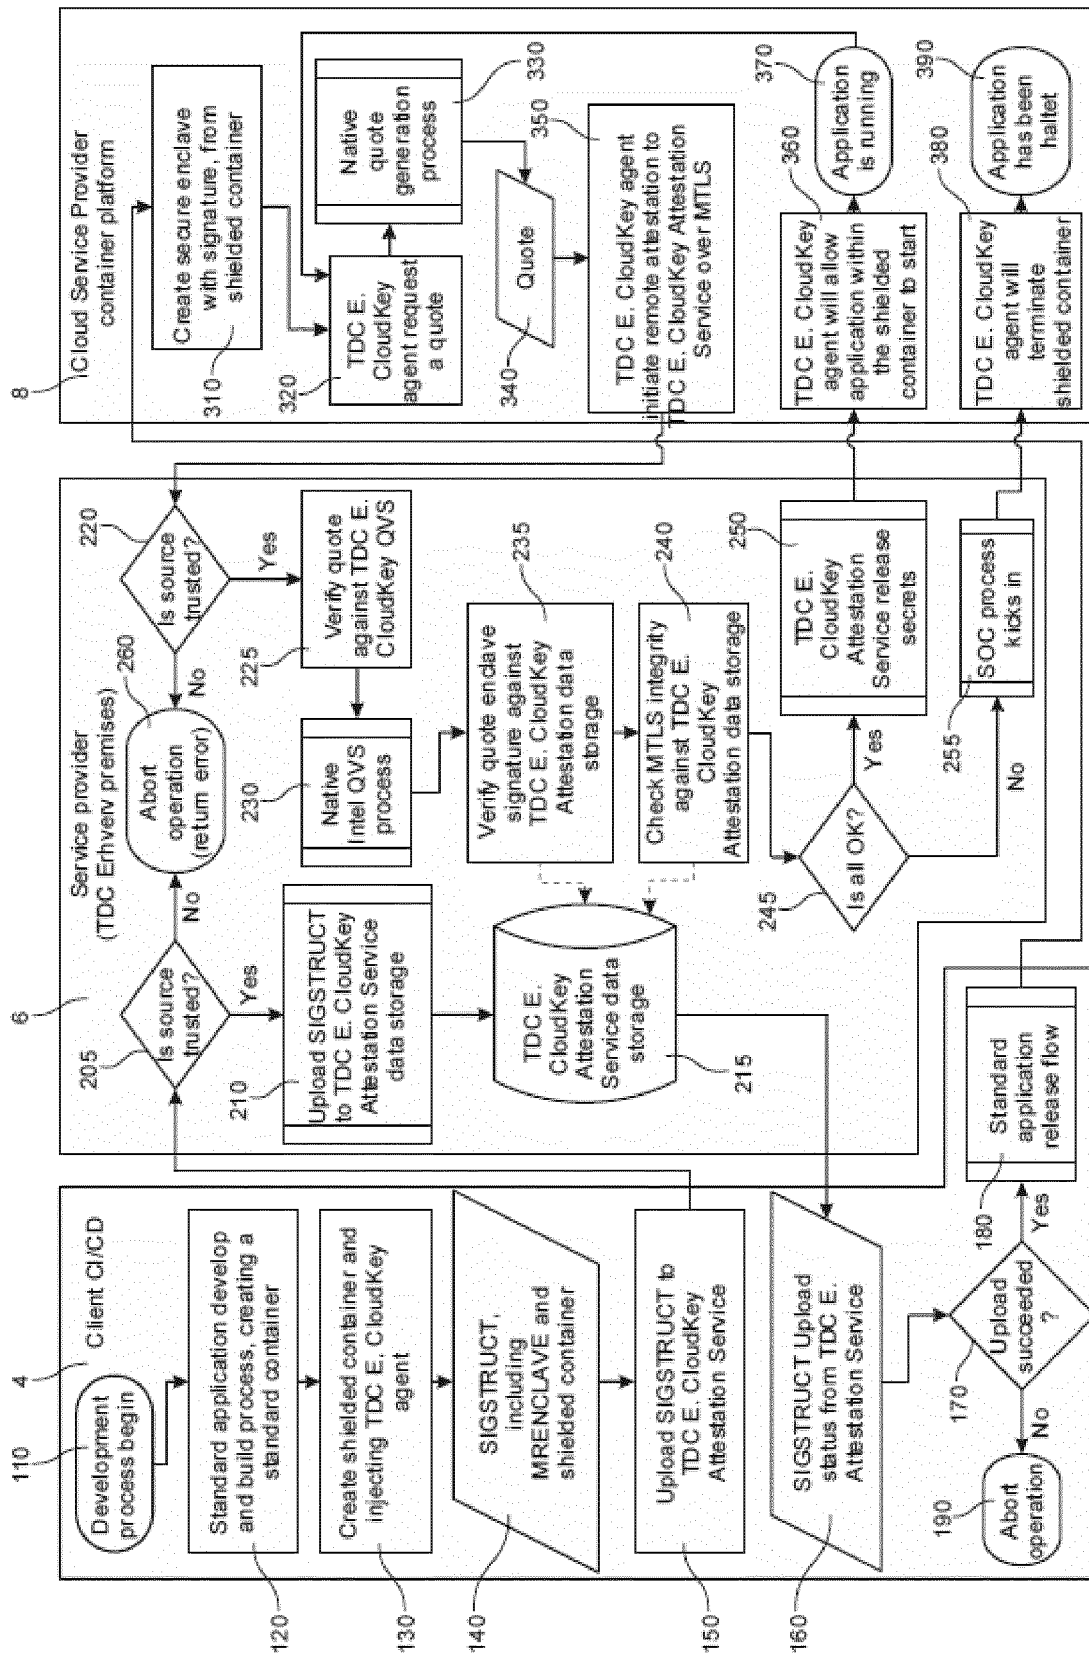 4
Client CI/CD
110
Development
process begin
Standard application develop
and build process, creating a
standard container
120
Create shielded container and
injecting TDC E. CloudKey
agent
130
SIGSTRUCT,
including
MRENCLAVE and
shielded container
140
Upload SIGSTRUCT to
TDC E. CloudKey
Attestation Service
150
SIGSTRUCT Upload
status from TDC E.
Attestation Service
160
Upload
succeeded
?
170
No
Yes
Abort
operation
190
Standard
application
release flow
180
6
Service provider
(TDC Erhverv premises)
205
Is source
trusted?
No
Yes
Abort
operation
(return error)
260
Is source
trusted?
220
No
Yes
Upload SIGSTRUCT
to TDC E. CloudKey
Attestation Service
data storage
210
TDC E.
CloudKey
Attestation
Service data
storage
215
Verify quote
against TDC E.
CloudKey QVS
225
Native
Intel QVS
process
230
Verify quote enclave
signature against
TDC E. CloudKey
Attestation data
storage
235
Check MTLS integrity
against TDC E.
CloudKey
Attestation data storage
240
Is all OK?
245
Yes
No
TDC E.
CloudKey
Attestation
Service release
secrets
250
SOC process
kicks in
255
8
Cloud Service Provider
container platform
Create secure enclave
with signature, from
shielded container
310
TDC E.
CloudKey
agent request
a quote
320
Native
quote
generation
process
330
Quote
340
TDC E. CloudKey agent
initiate remote attestation to
TDC E. CloudKey Attestation
Service over MTLS
350
TDC E. CloudKey
agent will allow
application within
the shielded
container to start
360
Application
is running
370
TDC E. CloudKey
agent will
terminate
shielded container
380
Application
has been
haltet
390